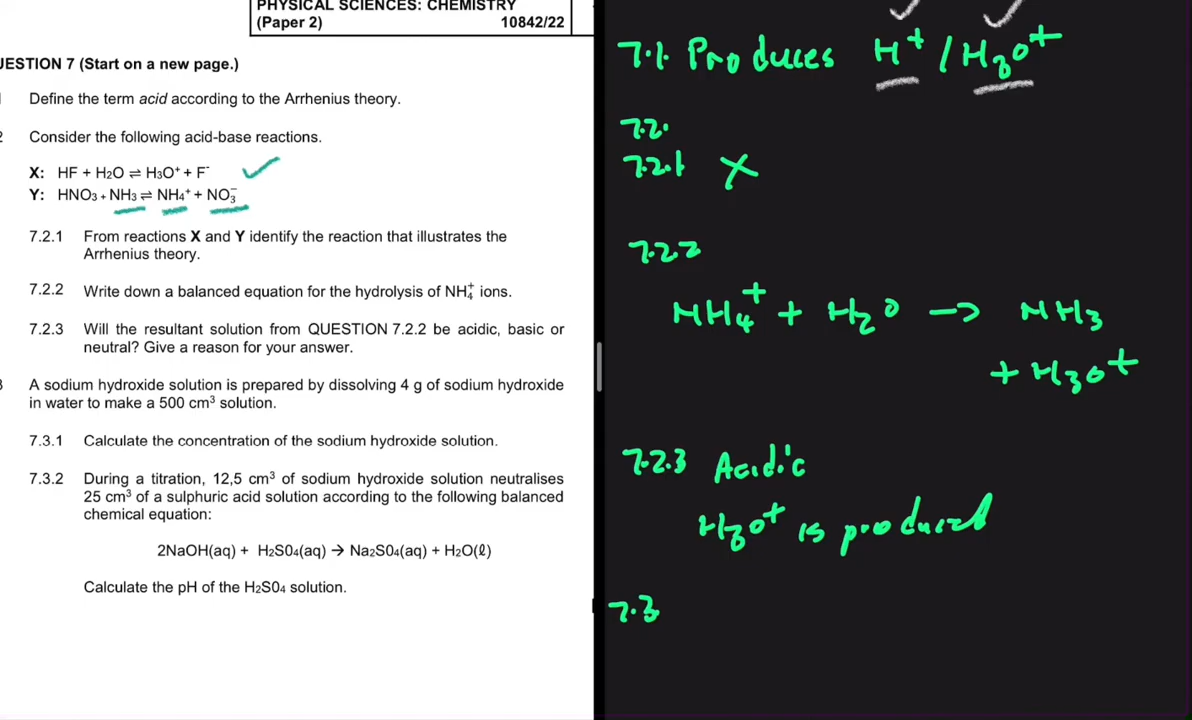 PHYSICAL SCIENCES: CHEMISTRY
(Paper 2) 10842/22
JESTION 7 (Start on a new page.)
Define the term acid according to the Arrhenius theory.
2 Consider the following acid-base reactions.
X: HF + H2O ⇌ H3O⁺ + F⁻
Y: HNO3 + NH3 ⇌ NH4⁺ + NO₃⁻
7.2.1 From reactions X and Y identify the reaction that illustrates the
Arrhenius theory.
7.2.2 Write down a balanced equation for the hydrolysis of NH₄⁺ ions.
7.2.3 Will the resultant solution from QUESTION 7.2.2 be acidic, basic or
neutral? Give a reason for your answer.
3 A sodium hydroxide solution is prepared by dissolving 4 g of sodium hydroxide
in water to make a 500 cm³ solution.
7.3.1 Calculate the concentration of the sodium hydroxide solution.
7.3.2 During a titration, 12,5 cm³ of sodium hydroxide solution neutralises
25 cm³ of a sulphuric acid solution according to the following balanced
chemical equation:
2NaOH(aq) + H2S04(aq) → Na2S04(aq) + H2O(ℓ)
Calculate the pH of the H2S04 solution.
7.1. Produces H⁺ / H₃O⁺
7.2.
7.2.1 X
7.2.2
NH₄⁺ + H₂O → NH₃
+ H₃O⁺
7.2.3 Acidic
H₃O⁺ is produced
7.3